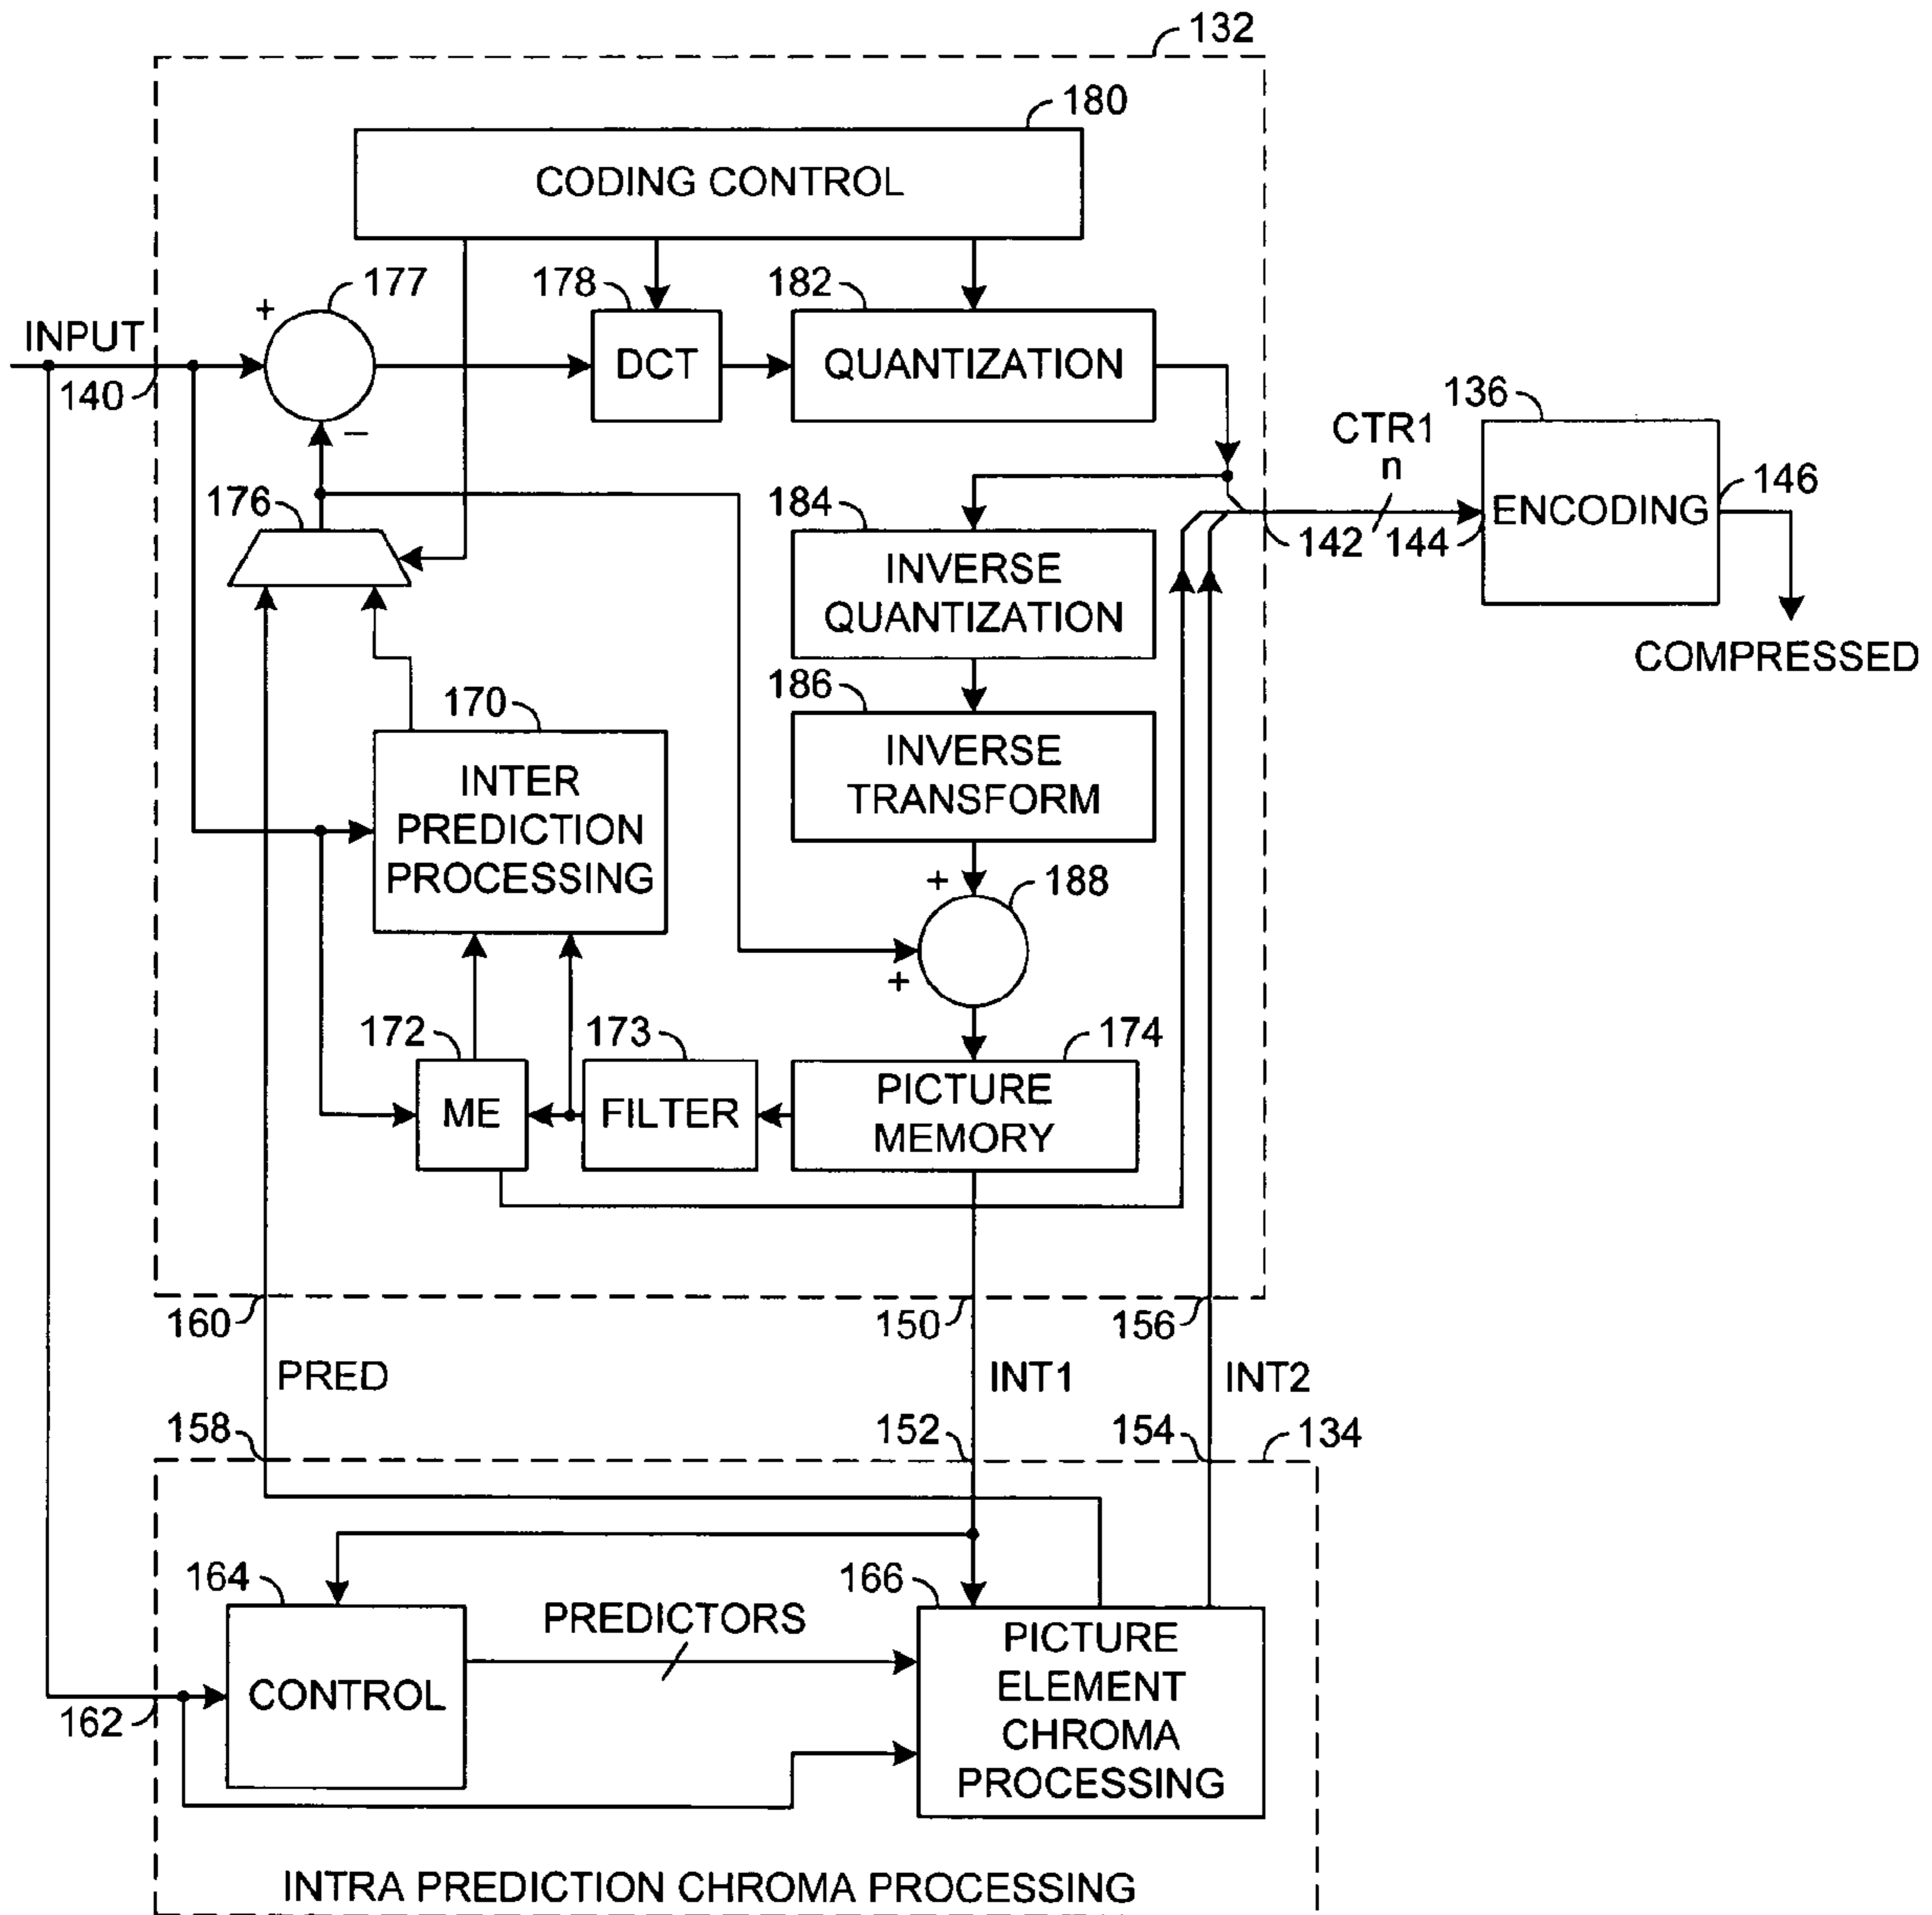 132
180
CODING CONTROL
177
178
182
+
INPUT
DCT
QUANTIZATION
140
136
−
CTR1
n
176
184
146
ENCODING
142
144
INVERSE
QUANTIZATION
COMPRESSED
170
186
INTER
PREDICTION
PROCESSING
INVERSE
TRANSFORM
+
188
+
172
173
174
ME
FILTER
PICTURE
MEMORY
160
150
156
PRED
INT1
INT2
158
152
154
134
164
166
PREDICTORS
CONTROL
PICTURE
ELEMENT
CHROMA
PROCESSING
162
INTRA PREDICTION CHROMA PROCESSING